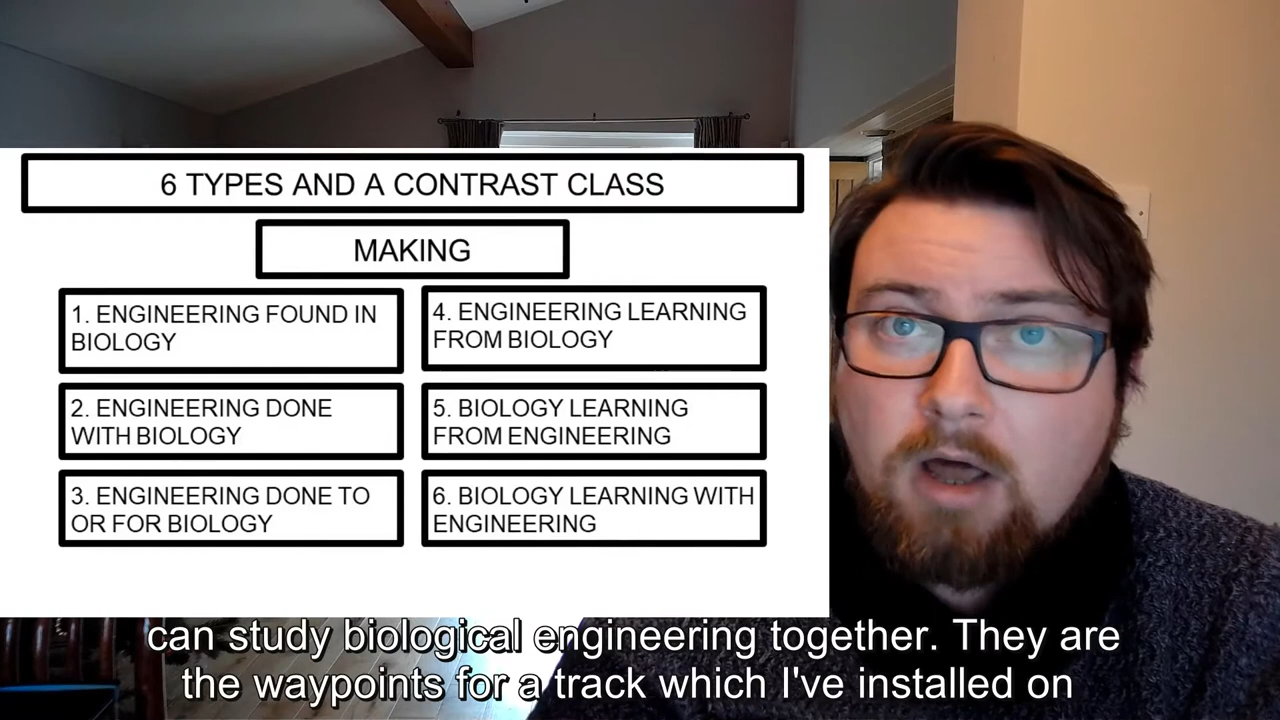 6 TYPES AND A CONTRAST CLASS
MAKING
1. ENGINEERING FOUND IN
BIOLOGY
2. ENGINEERING DONE
WITH BIOLOGY
3. ENGINEERING DONE TO
OR FOR BIOLOGY
4. ENGINEERING LEARNING
FROM BIOLOGY
5. BIOLOGY LEARNING
FROM ENGINEERING
6. BIOLOGY LEARNING WITH
ENGINEERING
can study biological engineering together. They are
the waypoints for a track which I've installed on